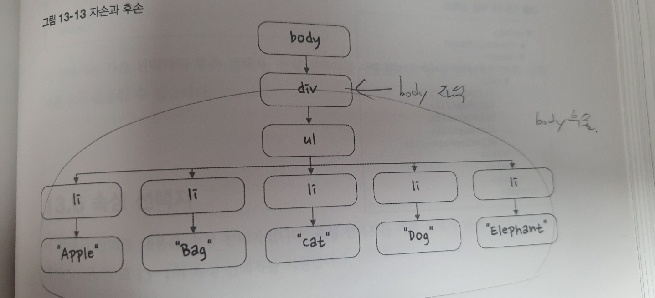 그림 13-13 자손과 후손
body
div
body 자손
ul
body 후손
li li li li li
"Apple" "Bag" "cat" "Dog" "Elephant"